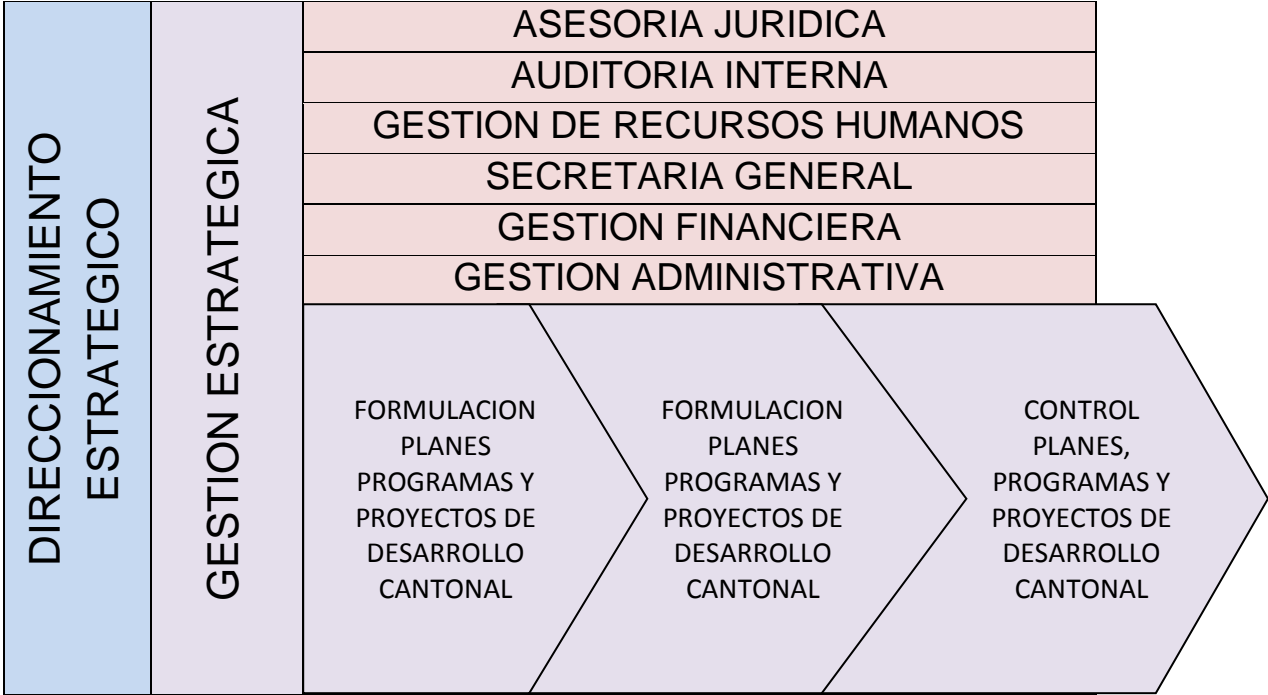 DIRECCIONAMIENTO
ESTRATEGICO
GESTION ESTRATEGICA
ASESORIA JURIDICA
AUDITORIA INTERNA
GESTION DE RECURSOS HUMANOS
SECRETARIA GENERAL
GESTION FINANCIERA
GESTION ADMINISTRATIVA
FORMULACION
PLANES
PROGRAMAS Y
PROYECTOS DE
DESARROLLO
CANTONAL
FORMULACION
PLANES
PROGRAMAS Y
PROYECTOS DE
DESARROLLO
CANTONAL
CONTROL
PLANES,
PROGRAMAS Y
PROYECTOS DE
DESARROLLO
CANTONAL